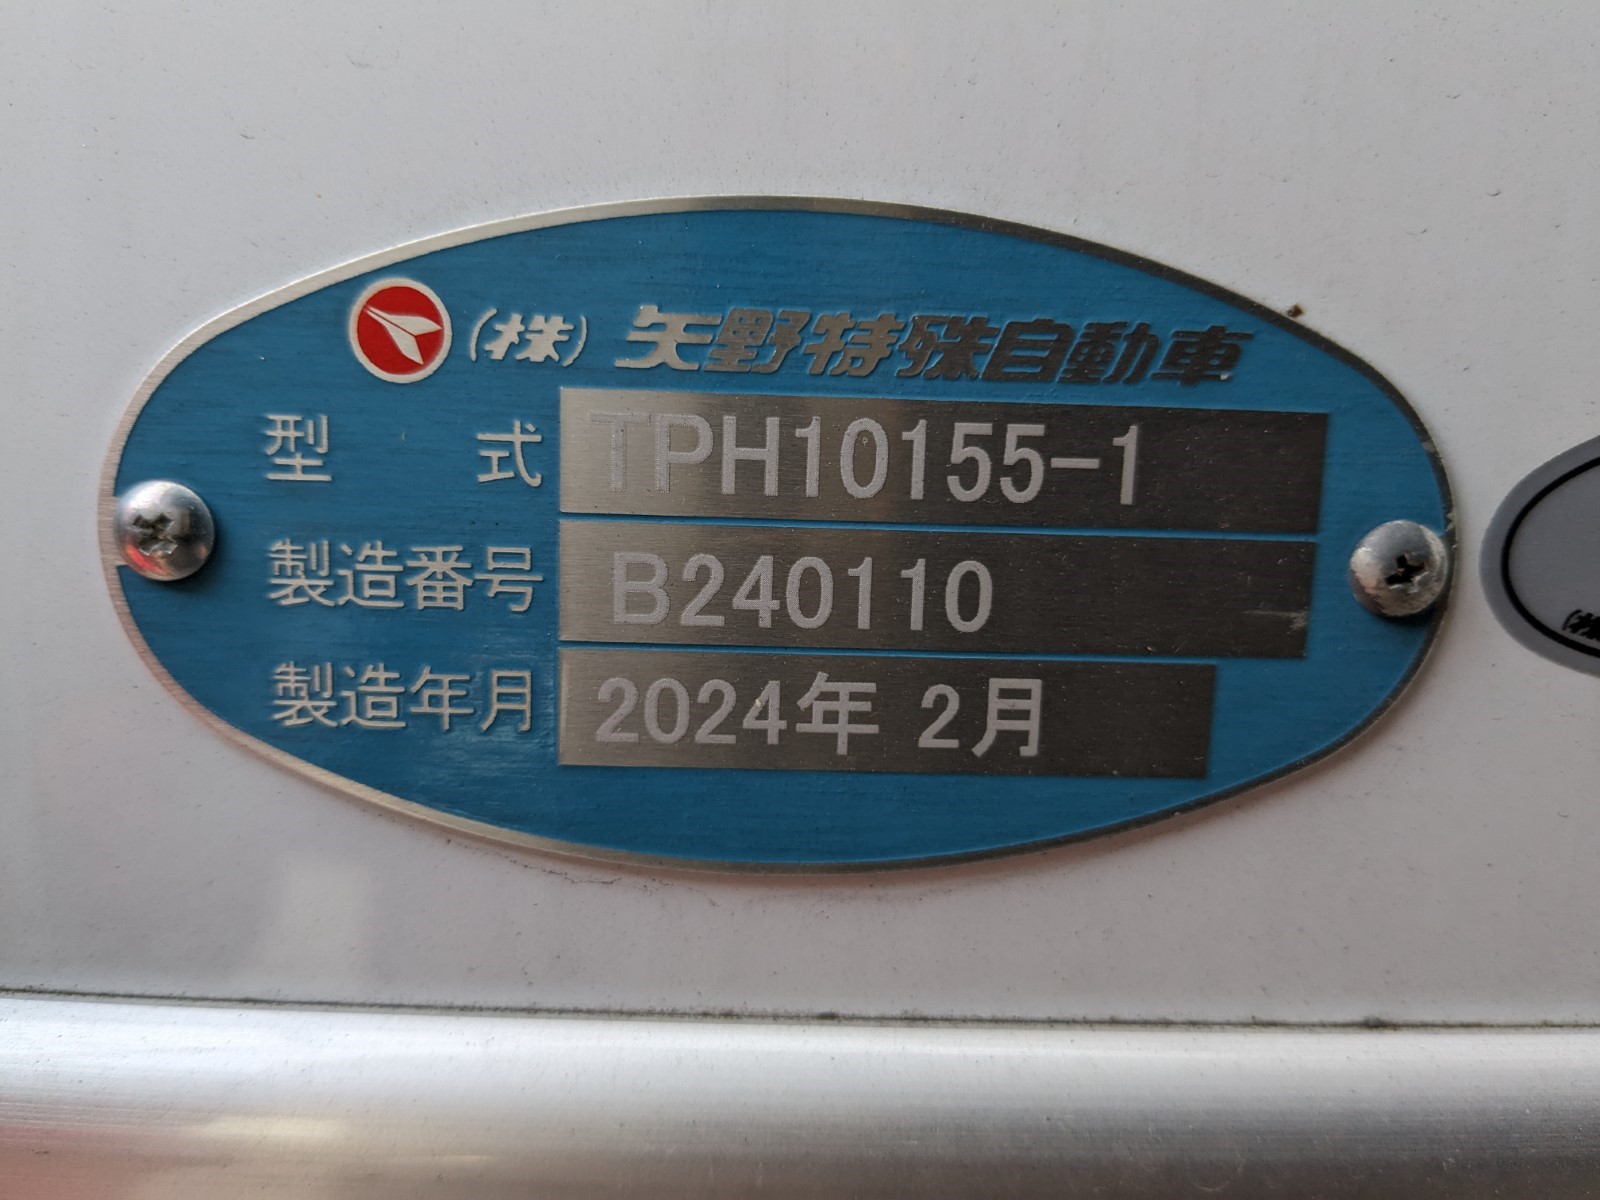 (株) 矢野特殊自動車
型式 TPH10155-1
製造番号 B240110
製造年月 2024年 2月